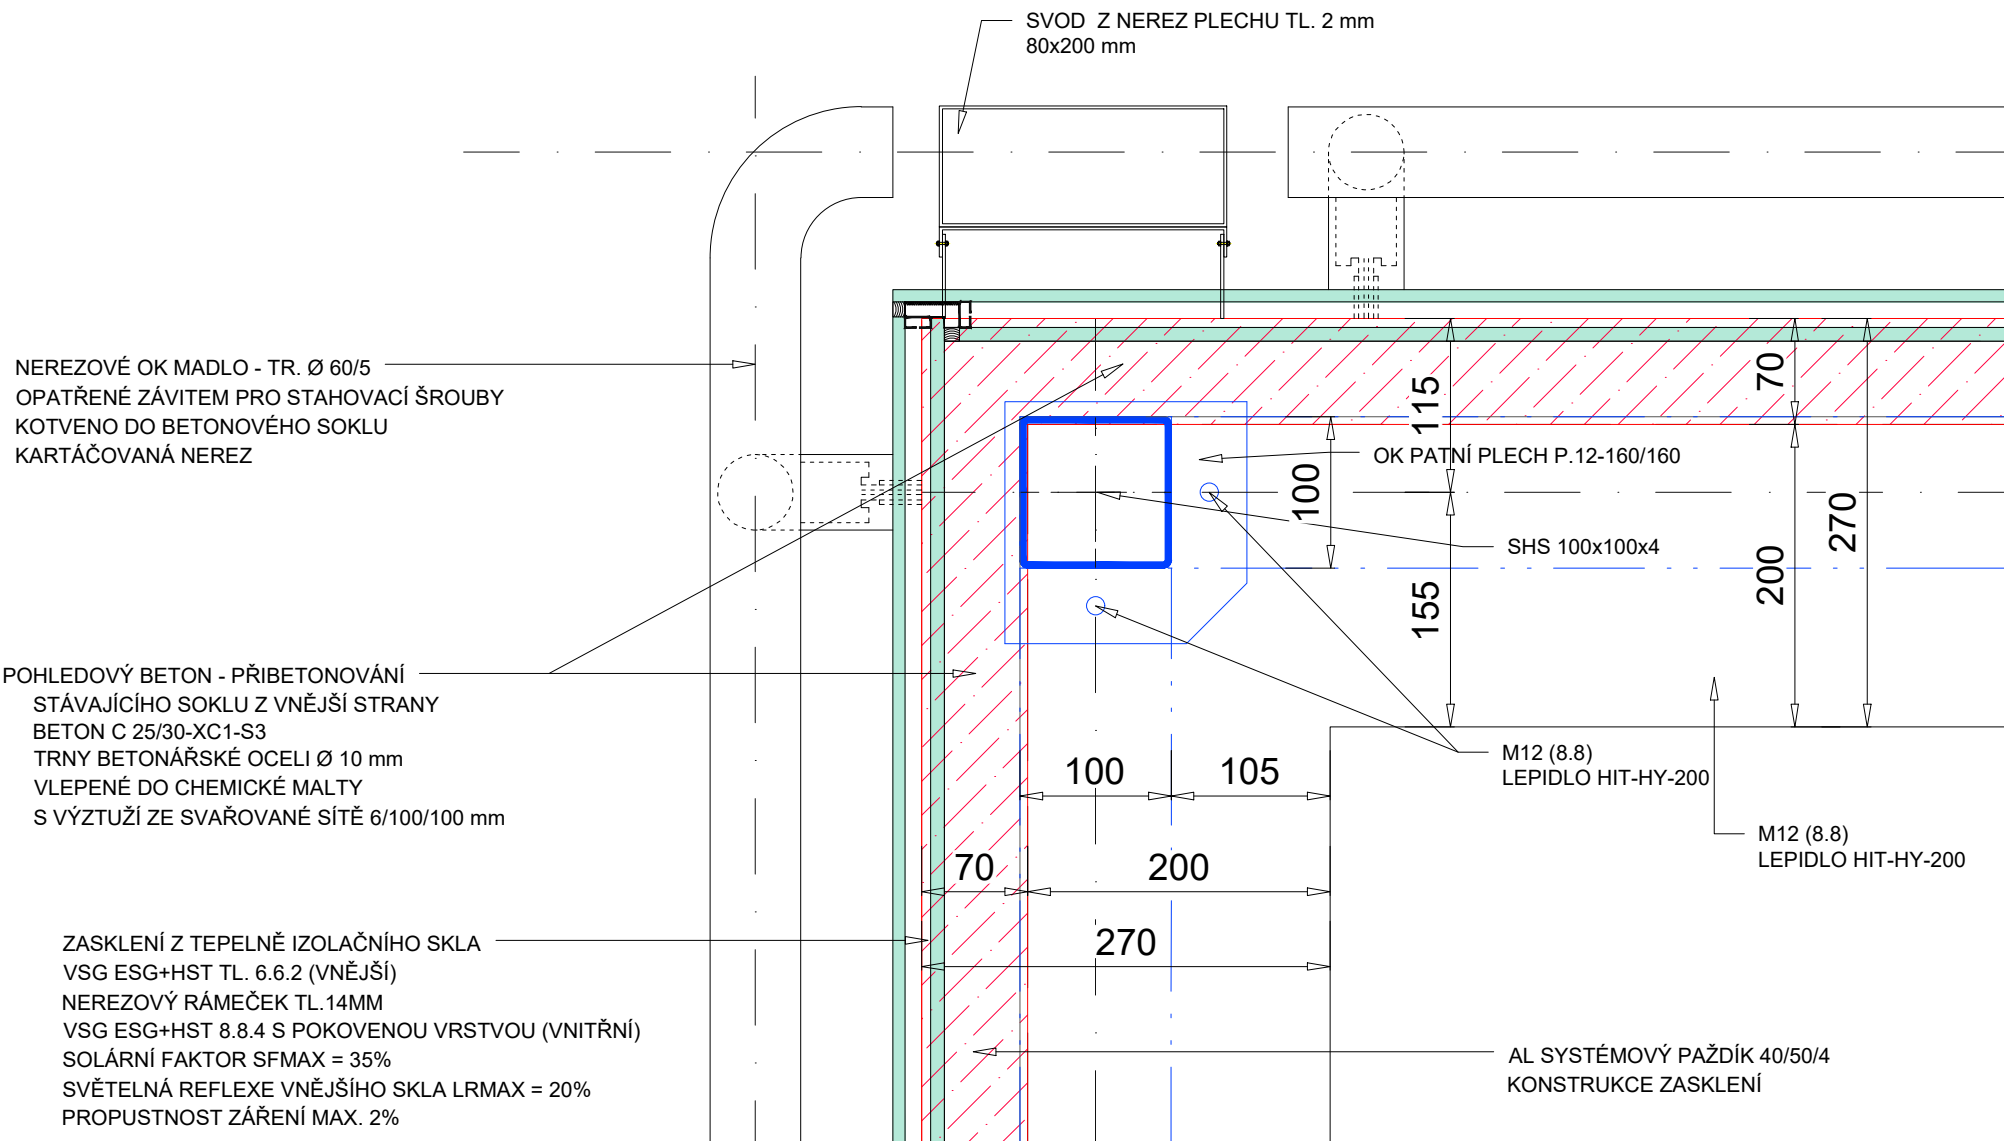 SVOD Z NEREZ PLECHU TL. 2 mm
80x200 mm
NEREZOVÉ OK MADLO - TR. Ø 60/5
OPATŘENÉ ZÁVITEM PRO STAHOVACÍ ŠROUBY
KOTVENO DO BETONOVÉHO SOKLU
KARTÁČOVANÁ NEREZ
115
70
100
OK PATNÍ PLECH P.12-160/160
270
SHS 100x100x4
200
155
POHLEDOVÝ BETON - PŘIBETONOVÁNÍ
STÁVAJÍCÍHO SOKLU Z VNĚJŠÍ STRANY
BETON C 25/30-XC1-S3
TRNY BETONÁŘSKÉ OCELI Ø 10 mm
VLEPENÉ DO CHEMICKÉ MALTY
S VÝZTUŽÍ ZE SVAŘOVANÉ SÍTĚ 6/100/100 mm
100
105
M12 (8.8)
LEPIDLO HIT-HY-200
M12 (8.8)
LEPIDLO HIT-HY-200
70
200
270
ZASKLENÍ Z TEPELNĚ IZOLAČNÍHO SKLA
VSG ESG+HST TL. 6.6.2 (VNĚJŠÍ)
NEREZOVÝ RÁMEČEK TL.14MM
VSG ESG+HST 8.8.4 S POKOVENOU VRSTVOU (VNITŘNÍ)
SOLÁRNÍ FAKTOR SFMAX = 35%
SVĚTELNÁ REFLEXE VNĚJŠÍHO SKLA LRMAX = 20%
PROPUSTNOST ZÁŘENÍ MAX. 2%
AL SYSTÉMOVÝ PAŽDÍK 40/50/4
KONSTRUKCE ZASKLENÍ